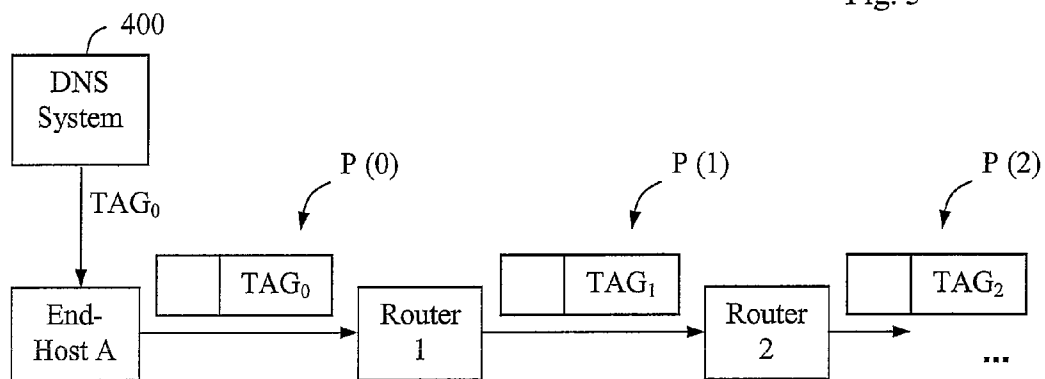 400
DNS
System
P (0)
P (1)
P (2)
TAG₀
TAG₀
TAG₁
TAG₂
End-
Host A
Router
1
Router
2
...